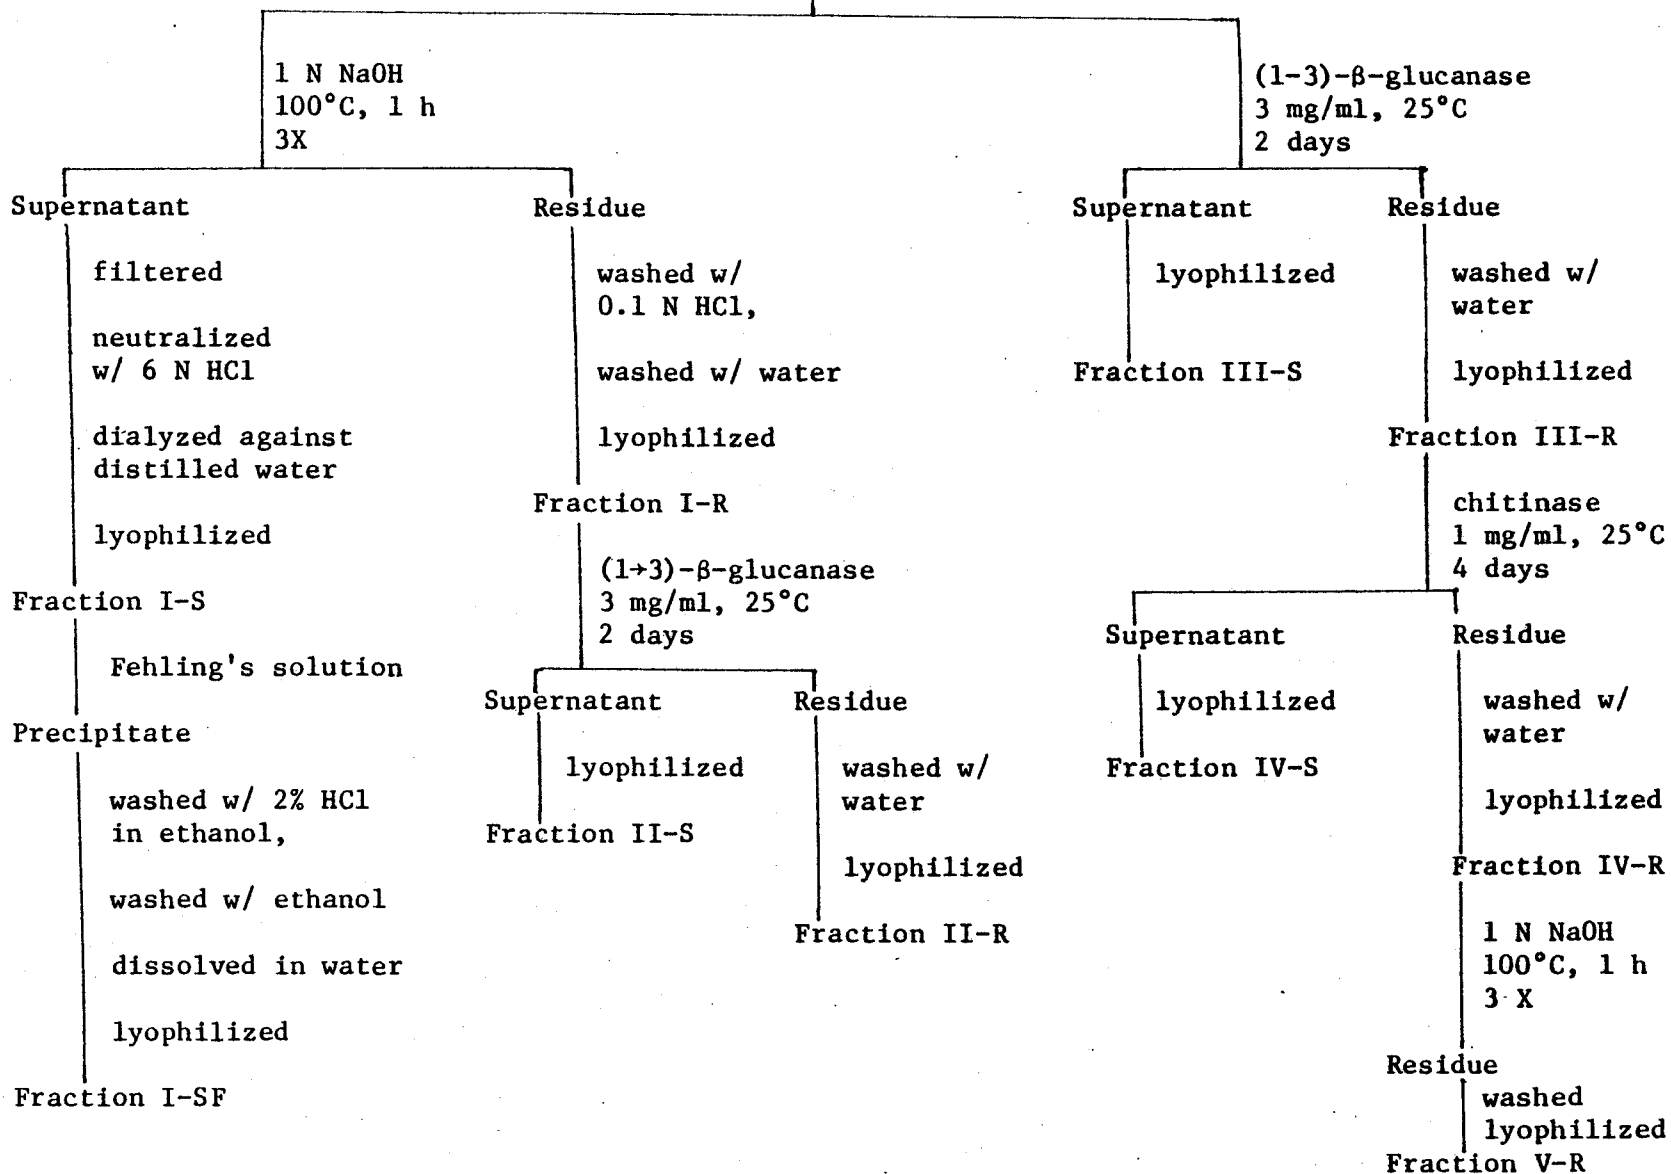 1 N NaOH
100°C, 1 h
3X
(1-3)-β-glucanase
3 mg/ml, 25°C
2 days
Supernatant
filtered
neutralized
w/ 6 N HCl
dialyzed against
distilled water
lyophilized
Fraction I-S
Fehling's solution
Precipitate
washed w/ 2% HCl
in ethanol,
washed w/ ethanol
dissolved in water
lyophilized
Fraction I-SF
Residue
washed w/
0.1 N HCl,
washed w/ water
lyophilized
Fraction I-R
(1→3)-β-glucanase
3 mg/ml, 25°C
2 days
Supernatant
lyophilized
Fraction II-S
Residue
washed w/
water
lyophilized
Fraction II-R
Supernatant
lyophilized
Fraction III-S
Residue
washed w/
water
lyophilized
Fraction III-R
chitinase
1 mg/ml, 25°C
4 days
Supernatant
lyophilized
Fraction IV-S
Residue
washed w/
water
lyophilized
Fraction IV-R
1 N NaOH
100°C, 1 h
3 X
Residue
washed
lyophilized
Fraction V-R